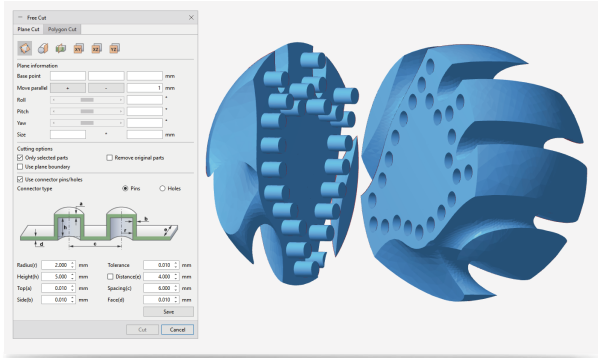 Free Cut
Plane Cut Polygon Cut
XY XZ YZ
Plane information
Base point mm
Move parallel + - 1 mm
Roll °
Pitch °
Yaw °
Size * mm
Cutting options
Only selected parts Remove original parts
Use plane boundary
Use connector pins/holes
Connector type Pins Holes
a
h b
r e
d c
Radius(r) 2.000 mm Tolerance 0.010 mm
Height(h) 5.000 mm Distance(e) 4.000 mm
Top(a) 0.010 mm Spacing(c) 6.000 mm
Side(b) 0.010 mm Face(d) 0.010 mm
Save
Cut Cancel